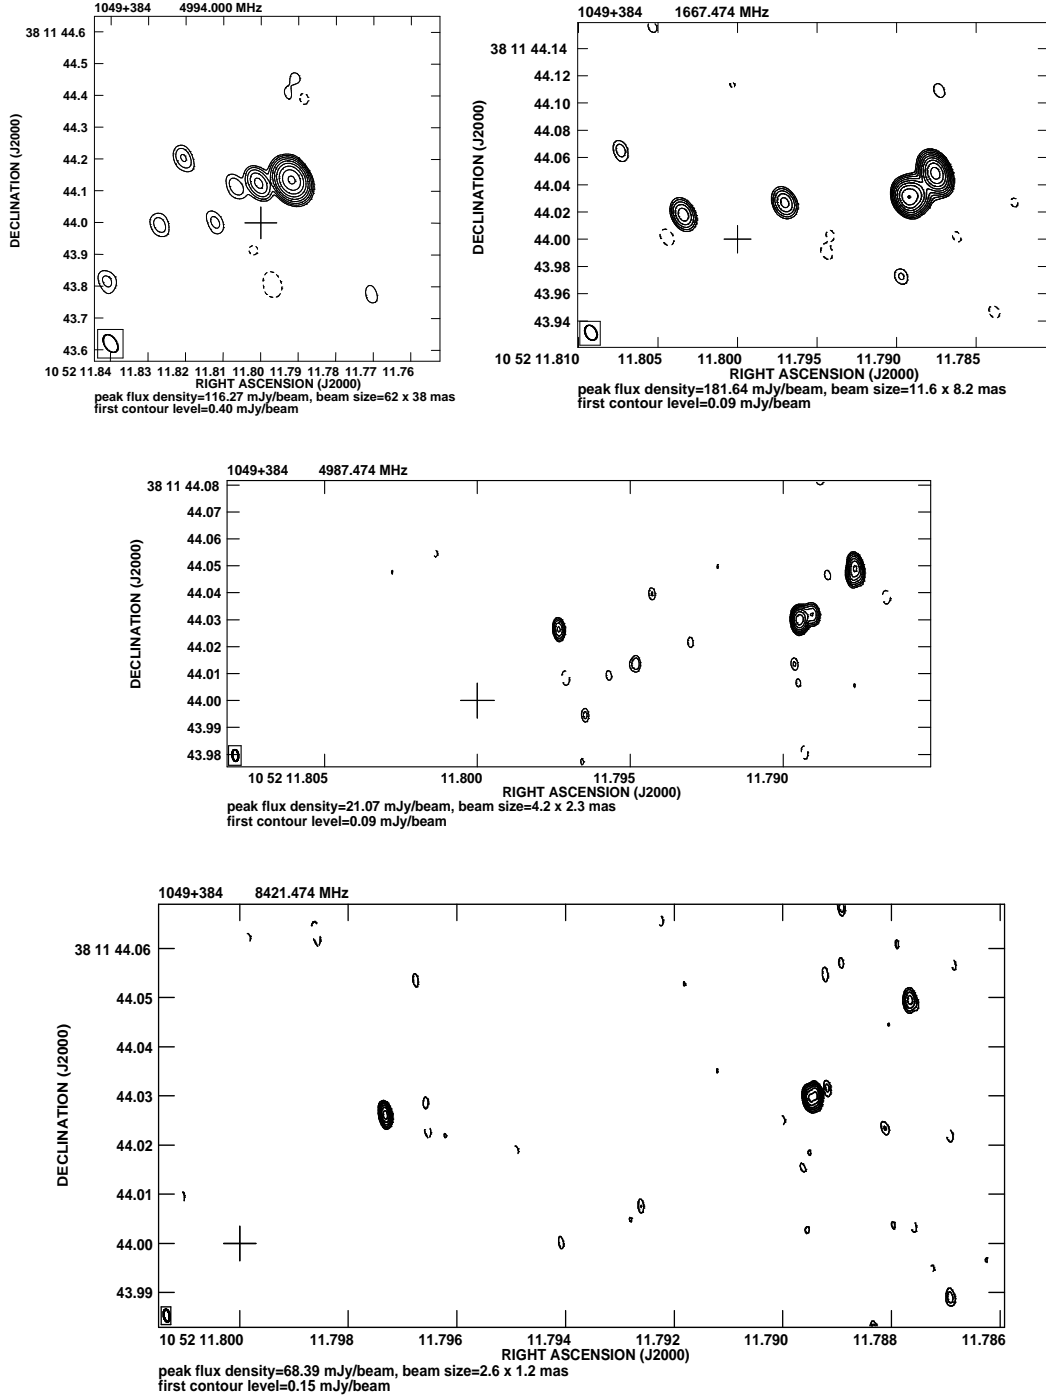 1049+384 4994.000 MHz
38 11 44.6
44.5
44.4
44.3
44.2
44.1
44.0
43.9
43.8
43.7
43.6
DECLINATION (J2000)
10 52 11.84 11.83 11.82 11.81 11.80 11.79 11.78 11.77 11.76
RIGHT ASCENSION (J2000)
peak flux density=116.27 mJy/beam, beam size=62 x 38 mas
first contour level=0.40 mJy/beam
1049+384 1667.474 MHz
38 11 44.14
44.12
44.10
44.08
44.06
44.04
44.02
44.00
43.98
43.96
43.94
DECLINATION (J2000)
10 52 11.810 11.805 11.800 11.795 11.790 11.785
RIGHT ASCENSION (J2000)
peak flux density=181.64 mJy/beam, beam size=11.6 x 8.2 mas
first contour level=0.09 mJy/beam
1049+384 4987.474 MHz
38 11 44.08
44.07
44.06
44.05
44.04
44.03
44.02
44.01
44.00
43.99
43.98
DECLINATION (J2000)
10 52 11.805 11.800 11.795 11.790
RIGHT ASCENSION (J2000)
peak flux density=21.07 mJy/beam, beam size=4.2 x 2.3 mas
first contour level=0.09 mJy/beam
1049+384 8421.474 MHz
38 11 44.06
44.05
44.04
44.03
44.02
44.01
44.00
43.99
DECLINATION (J2000)
10 52 11.800 11.798 11.796 11.794 11.792 11.790 11.788 11.786
RIGHT ASCENSION (J2000)
peak flux density=68.39 mJy/beam, beam size=2.6 x 1.2 mas
first contour level=0.15 mJy/beam